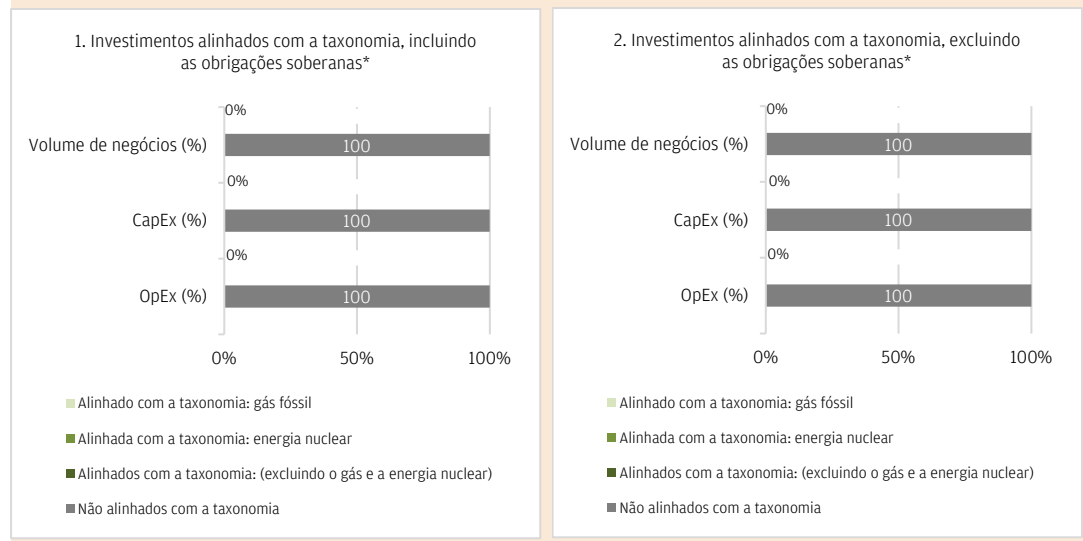 1. Investimentos alinhados com a taxonomia, incluindo
as obrigações soberanas*
0%
Volume de negócios (%)
100
0%
CapEx (%)
100
0%
OpEx (%)
100
0%
50%
100%
Alinhado com a taxonomia: gás fóssil
Alinhada com a taxonomia: energia nuclear
Alinhados com a taxonomia: (excluindo o gás e a energia nuclear)
Não alinhados com a taxonomia
2. Investimentos alinhados com a taxonomia, excluindo
as obrigações soberanas*
0%
Volume de negócios (%)
100
0%
CapEx (%)
100
0%
OpEx (%)
100
0%
50%
100%
Alinhado com a taxonomia: gás fóssil
Alinhada com a taxonomia: energia nuclear
Alinhados com a taxonomia: (excluindo o gás e a energia nuclear)
Não alinhados com a taxonomia